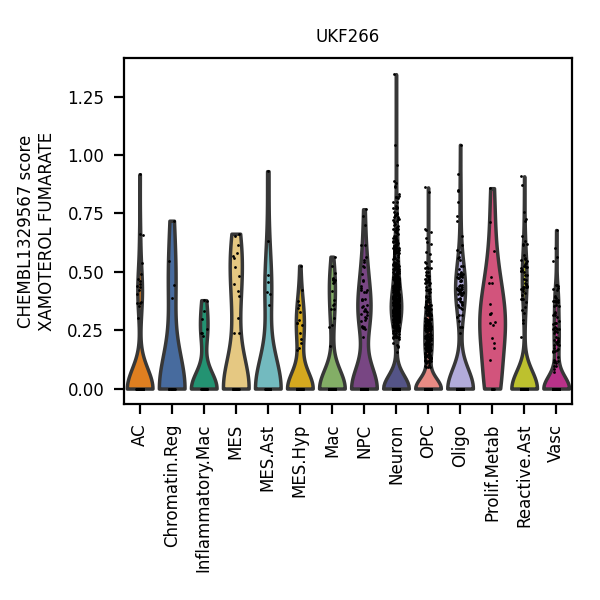 UKF266
CHEMBL1329567 score
XAMOTEROL FUMARATE
1.25
1.00
0.75
0.50
0.25
0.00
AC
Chromatin.Reg
Inflammatory.Mac
MES
MES.Ast
MES.Hyp
Mac
NPC
Neuron
OPC
Oligo
Prolif.Metab
Reactive.Ast
Vasc